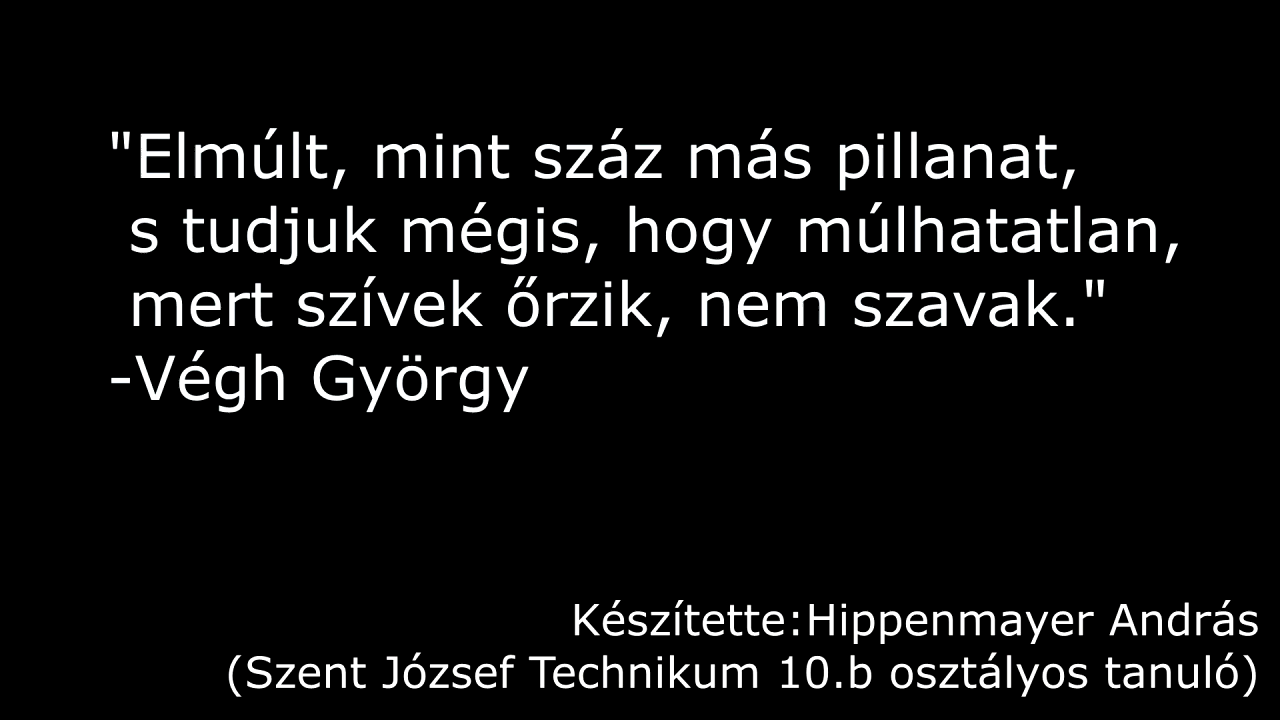 "Elmúlt, mint száz más pillanat,
s tudjuk mégis, hogy múlhatatlan,
mert szívek őrzik, nem szavak."
-Végh György
Készítette:Hippenmayer András
(Szent József Technikum 10.b osztályos tanuló)